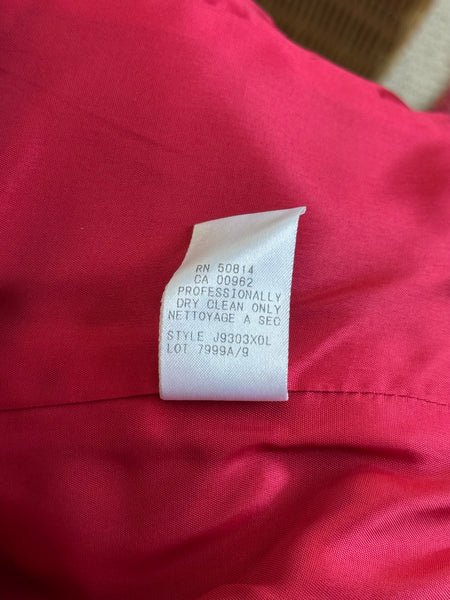 RN 50814
CA 00962
PROFESSIONALLY
DRY CLEAN ONLY
NETTOYAGE A SEC
STYLE J9303X0L
LOT 7999A/9